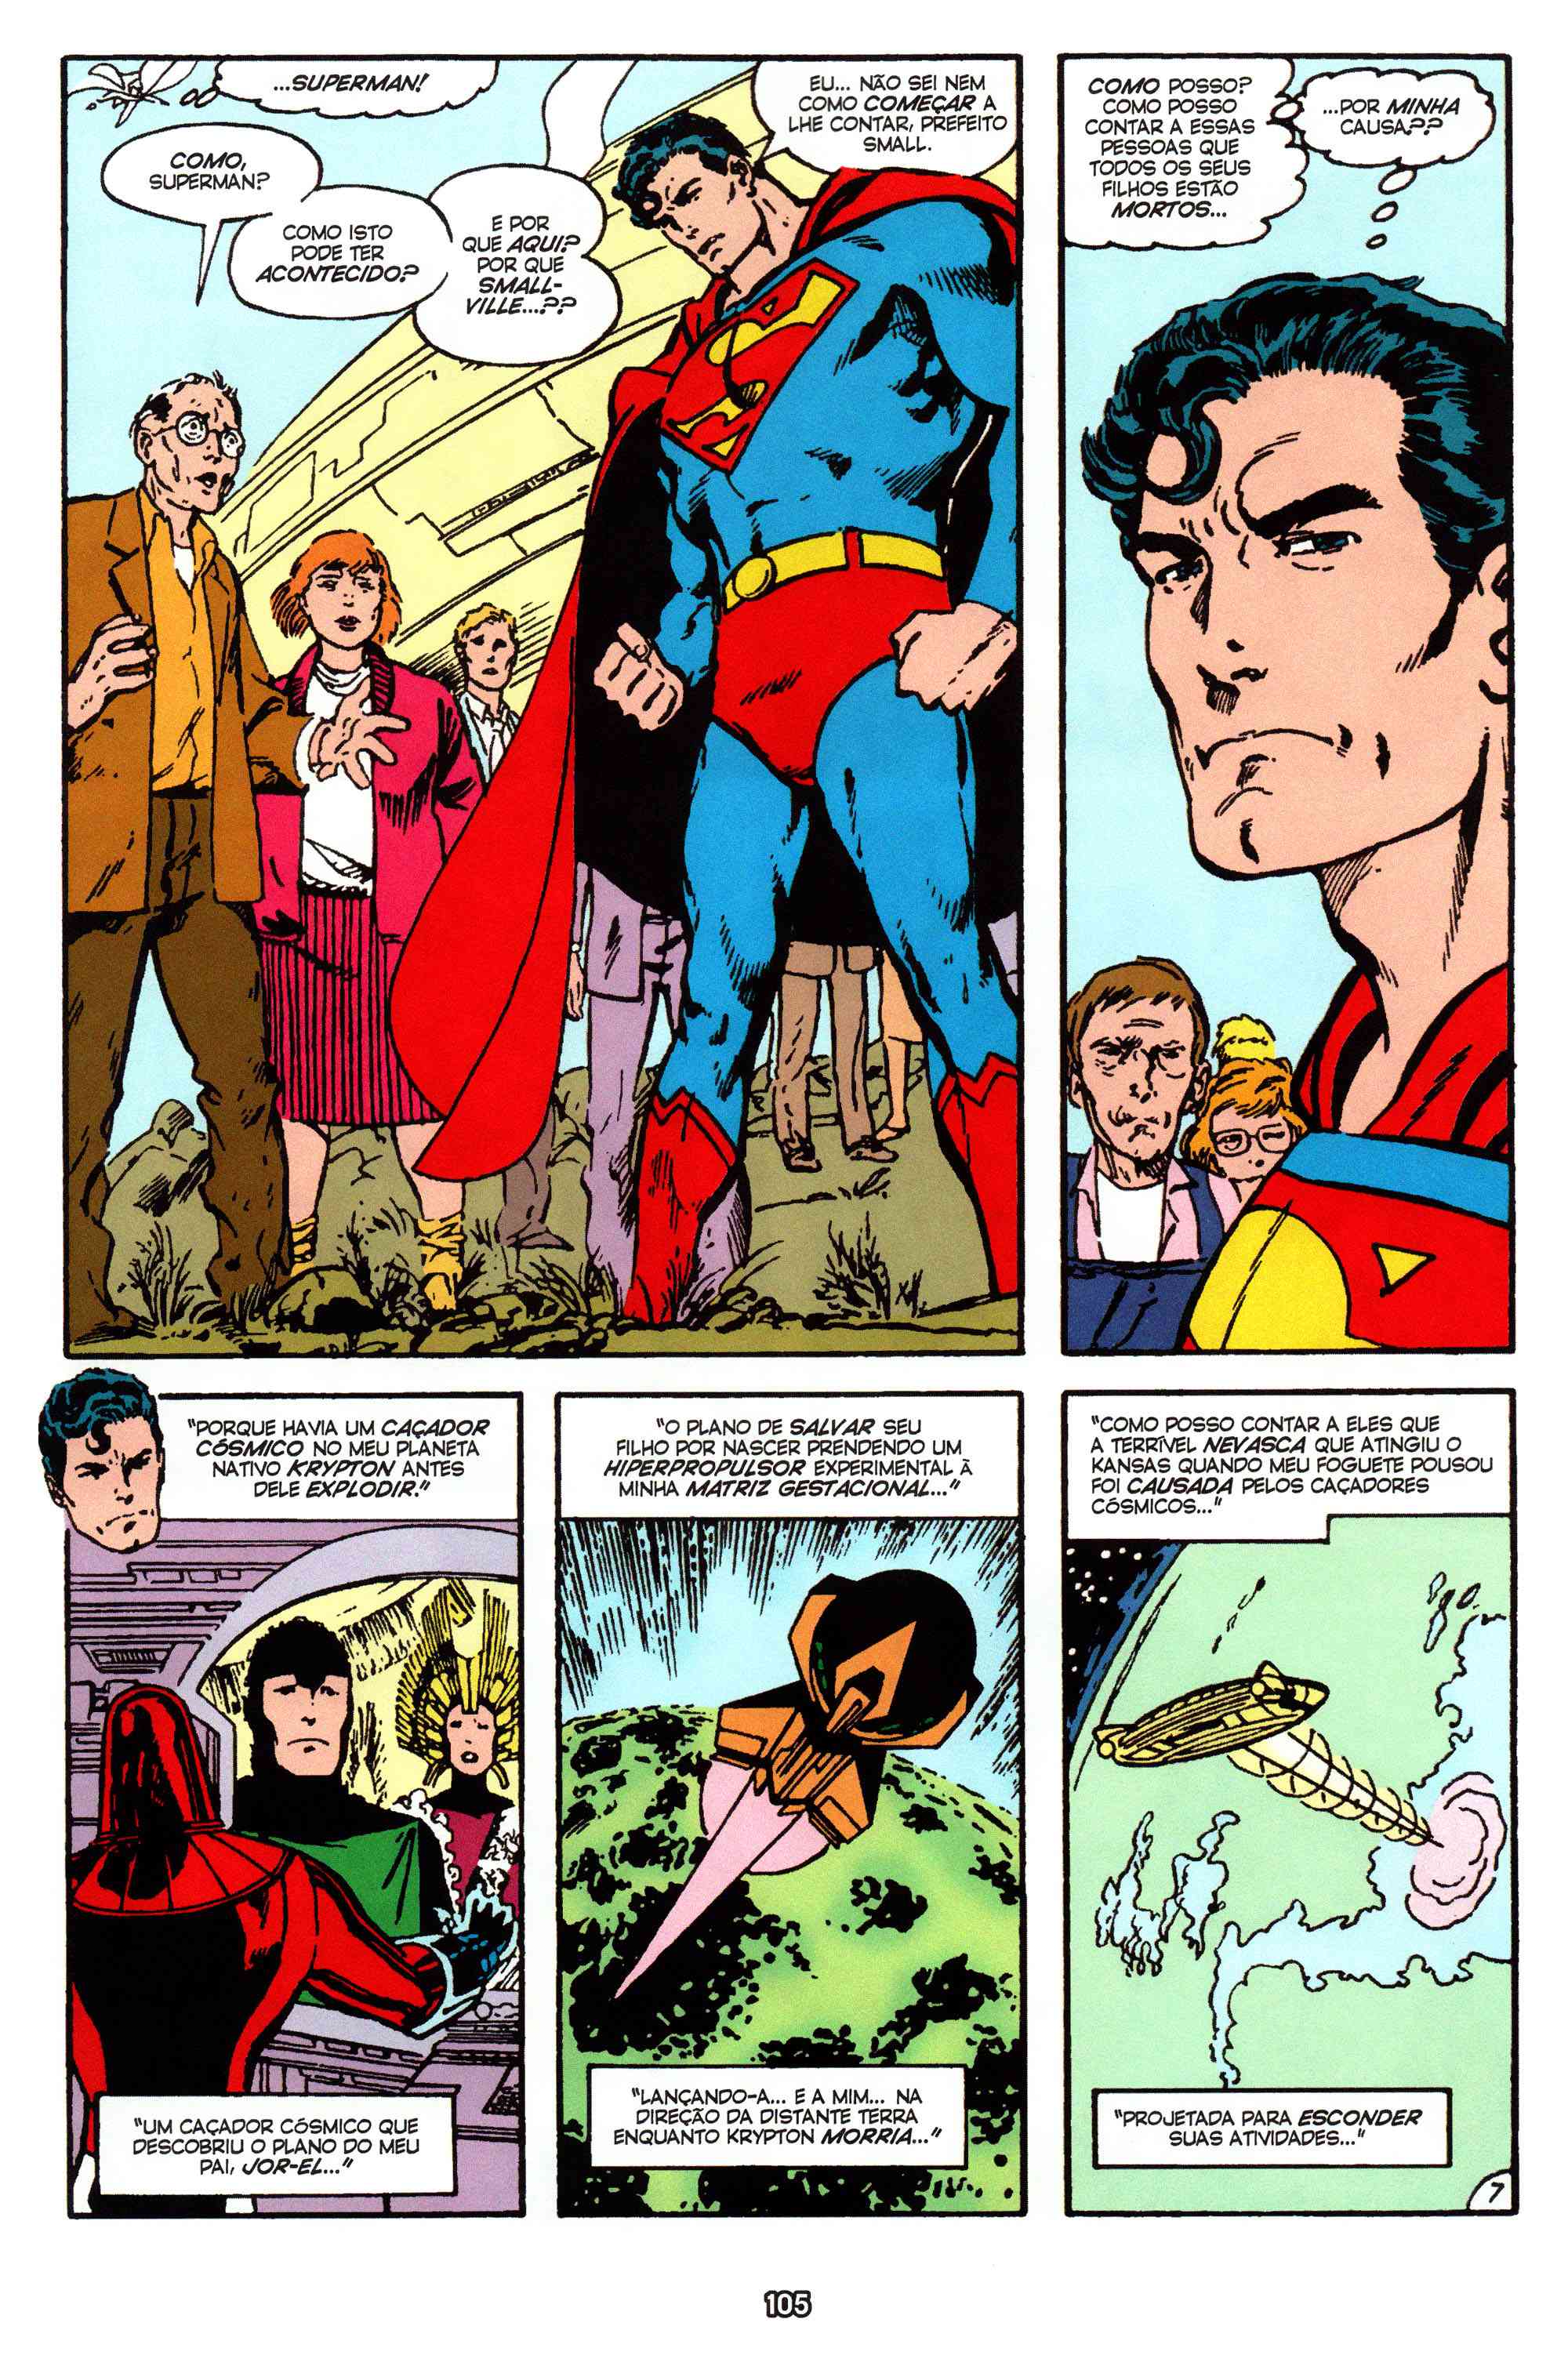 ...SUPERMAN!
COMO,
SUPERMAN?
COMO ISTO
PODE TER
ACONTECIDO?
E POR
QUE AQUI?
POR QUE
SMALL-
VILLE...??
EU... NÃO SEI NEM
COMO COMEÇAR A
LHE CONTAR, PREFEITO
SMALL.
COMO POSSO?
COMO POSSO
CONTAR A ESSAS
PESSOAS QUE
TODOS OS SEUS
FILHOS ESTÃO
MORTOS...
...POR MINHA
CAUSA??
"PORQUE HAVIA UM CAÇADOR
CÓSMICO NO MEU PLANETA
NATIVO KRYPTON ANTES
DELE EXPLODIR."
"UM CAÇADOR CÓSMICO QUE
DESCOBRIU O PLANO DO MEU
PAI, JOR-EL..."
"O PLANO DE SALVAR SEU
FILHO POR NASCER PRENDENDO UM
HIPERPROPULSOR EXPERIMENTAL À
MINHA MATRIZ GESTACIONAL..."
"LANÇANDO-A... E A MIM... NA
DIREÇÃO DA DISTANTE TERRA
ENQUANTO KRYPTON MORRIA..."
"COMO POSSO CONTAR A ELES QUE
A TERRÍVEL NEVASCA QUE ATINGIU O
KANSAS QUANDO MEU FOGUETE POUSOU
FOI CAUSADA PELOS CAÇADORES
CÓSMICOS..."
"PROJETADA PARA ESCONDER
SUAS ATIVIDADES..."
7
105